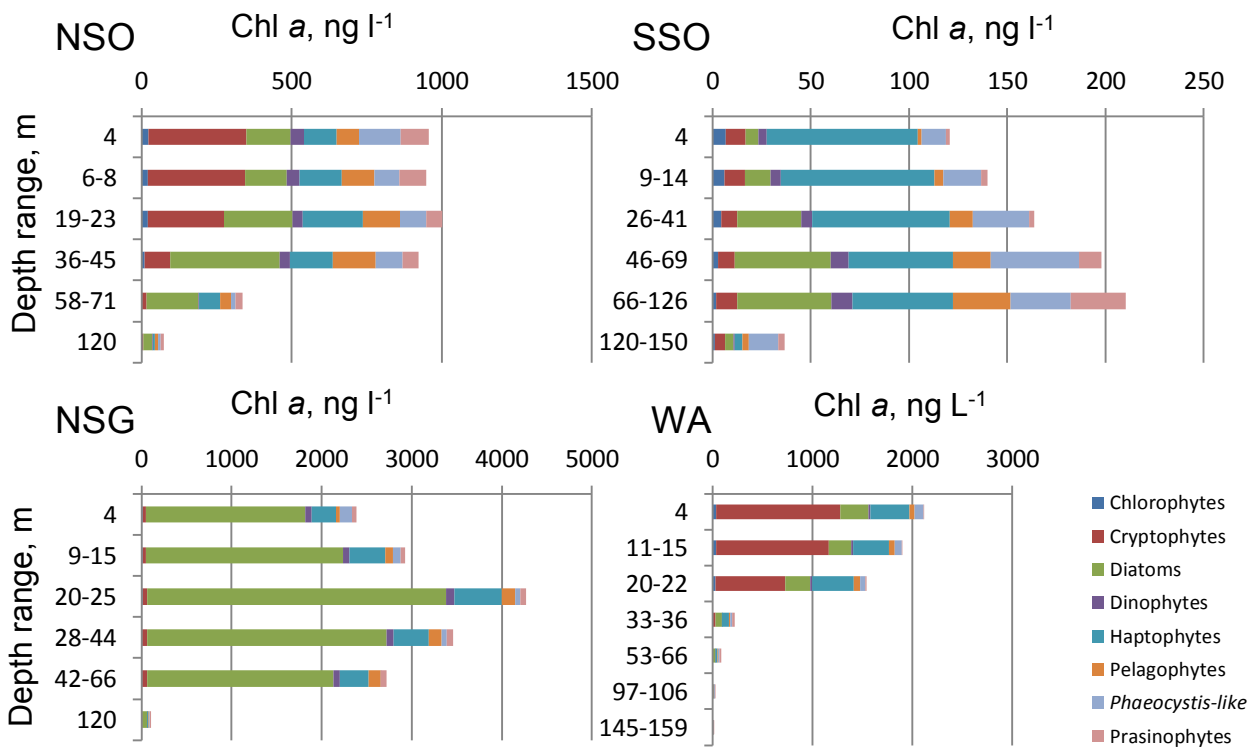 NSO
Chl a, ng l-1
0 500 1000 1500
Depth range, m
4
6-8
19-23
36-45
58-71
120
SSO
Chl a, ng l-1
0 50 100 150 200 250
4
9-14
26-41
46-69
66-126
120-150
NSG
Chl a, ng l-1
0 1000 2000 3000 4000 5000
Depth range, m
4
9-15
20-25
28-44
42-66
120
WA
Chl a, ng L-1
0 1000 2000 3000
4
11-15
20-22
33-36
53-66
97-106
145-159
Chlorophytes
Cryptophytes
Diatoms
Dinophytes
Haptophytes
Pelagophytes
Phaeocystis-like
Prasinophytes